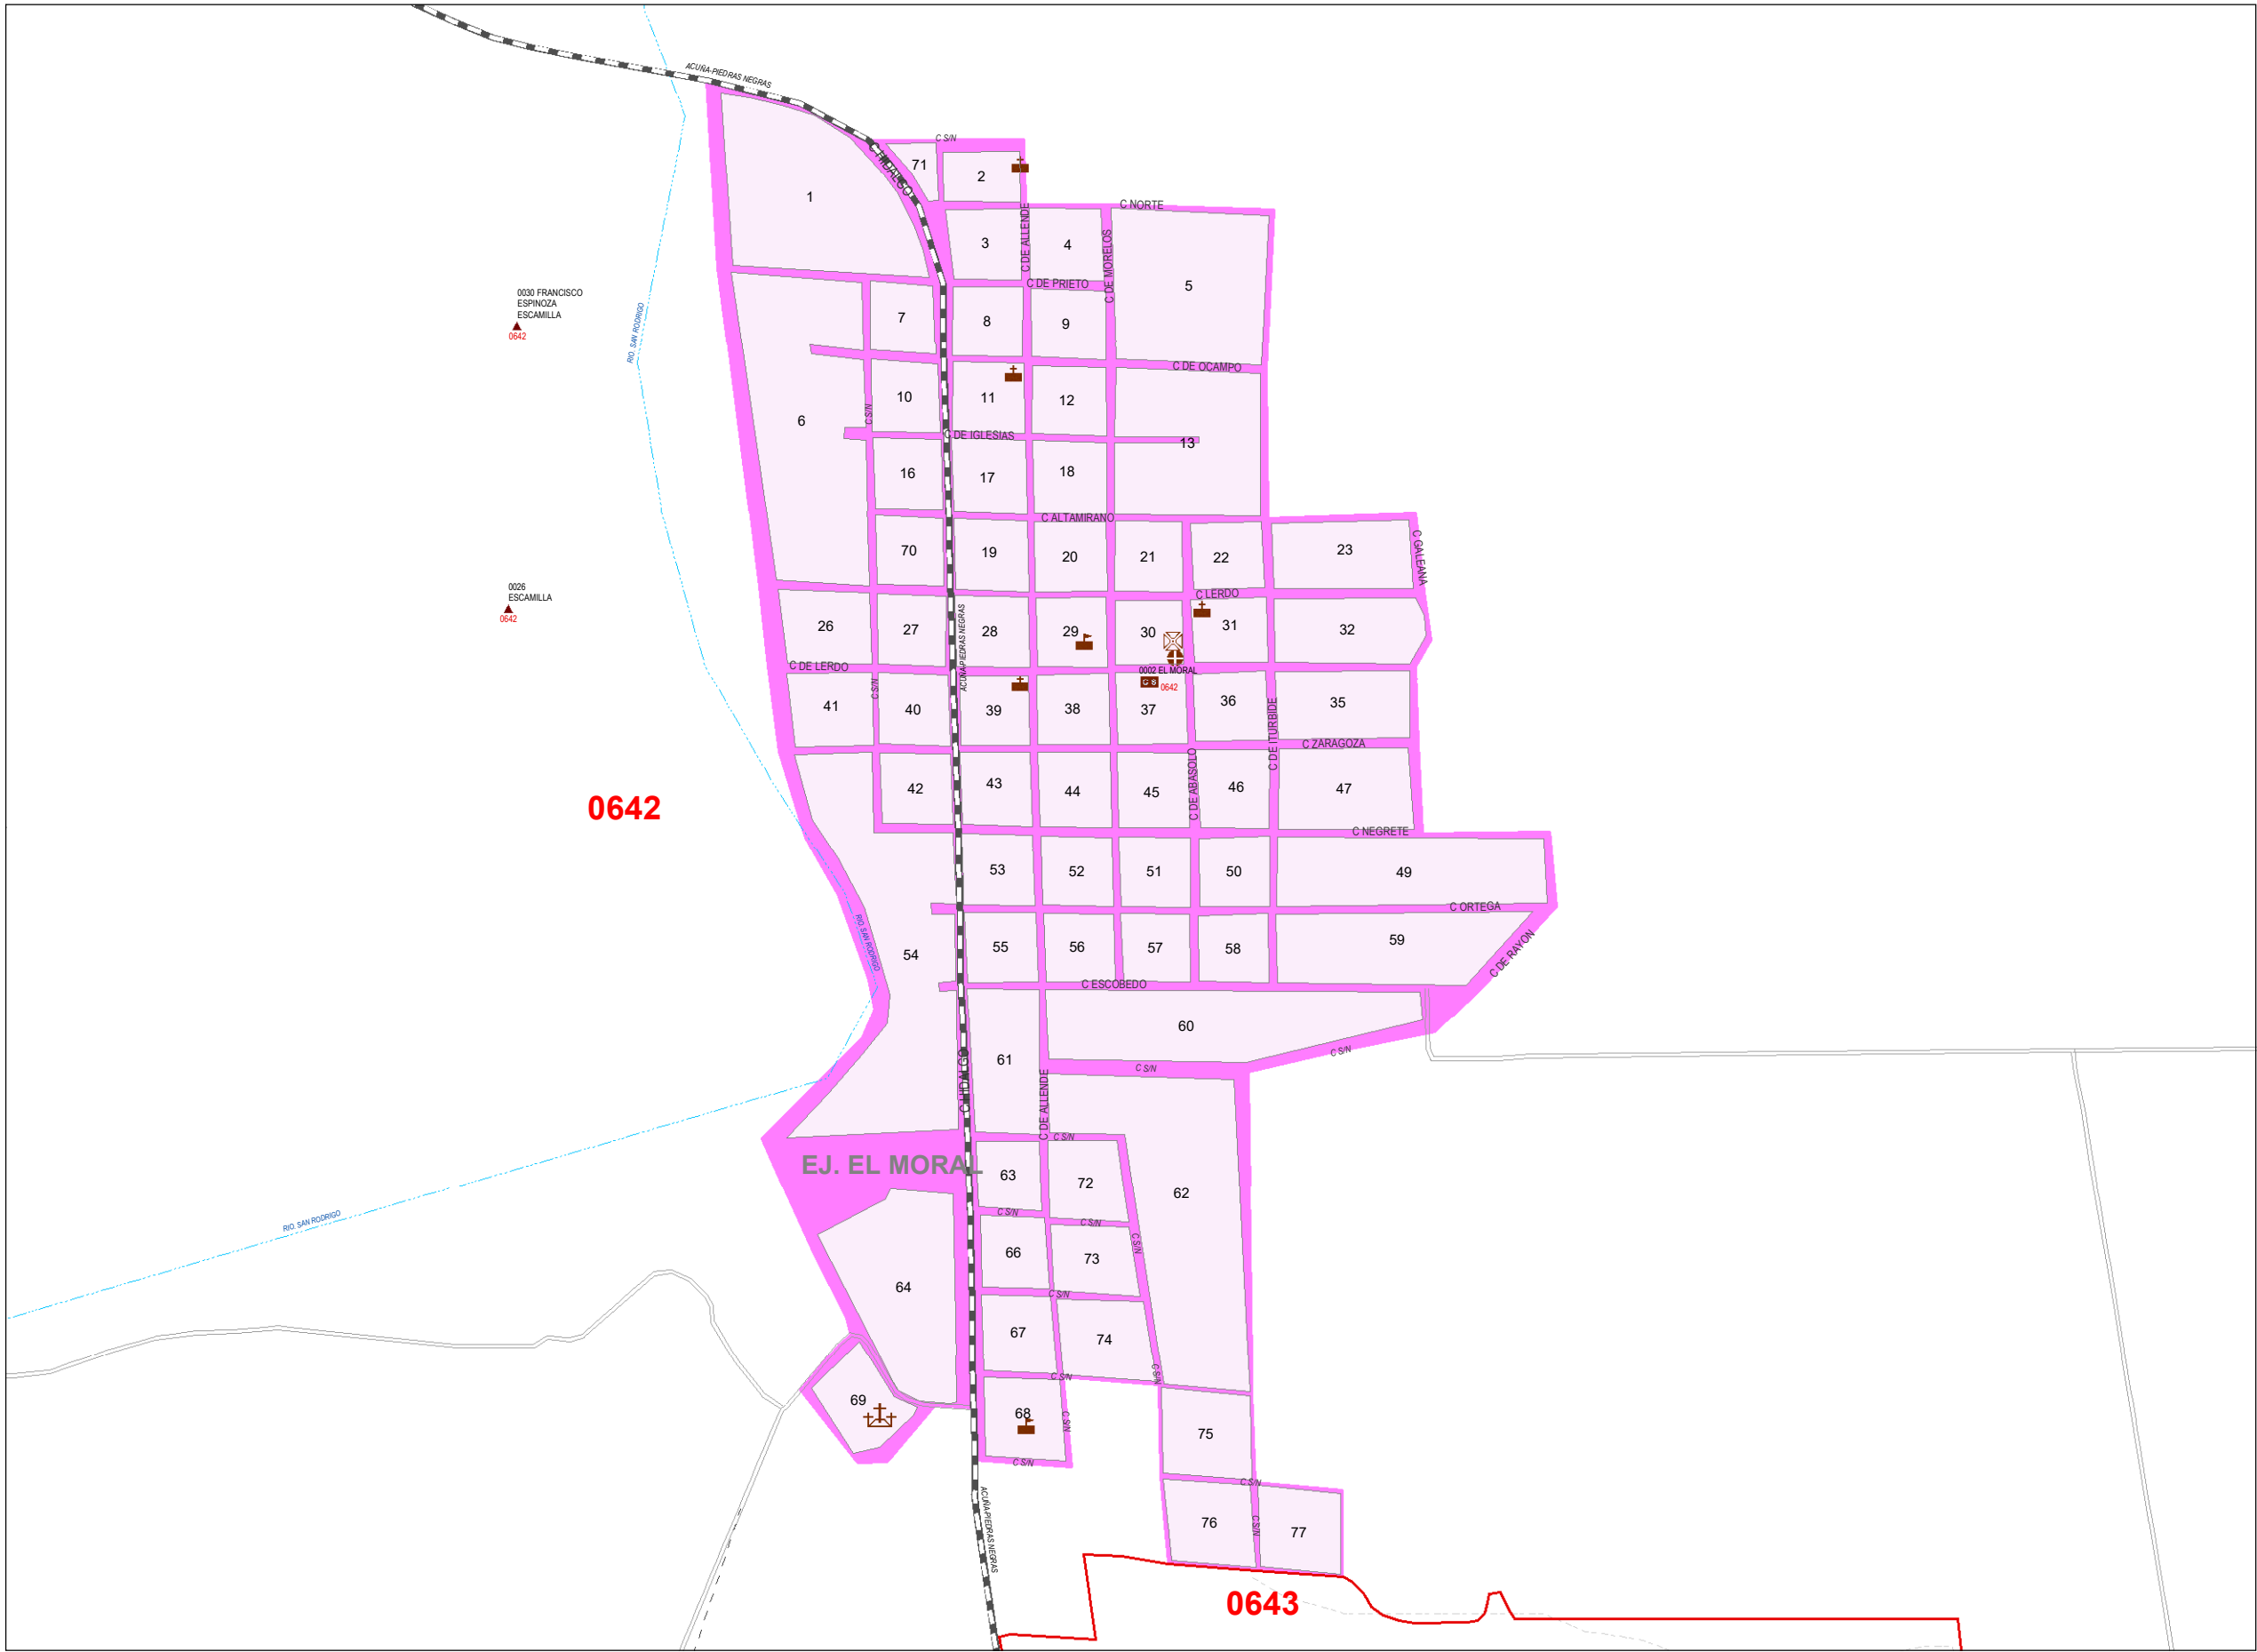 ACUÑA-PIEDRAS NEGRAS
C S/N
C HIDALGO
71
2
1
C NORTE
C DE ALLENDE
3
4
C DE MORELOS
5
C DE PRIETO
0030 FRANCISCO
ESPINOZA
ESCAMILLA
0642
RIO. SAN RODRIGO
7
8
9
C DE OCAMPO
10
11
12
C S/N
6
C DE IGLESIAS
13
16
17
18
C ALTAMIRANO
70
19
20
21
22
23
C GALEANA
0026
ESCAMILLA
0642
C LERDO
26
27
28
29
30
31
32
ACUÑA-PIEDRAS NEGRAS
C DE LERDO
0002 EL MORAL
C S
0642
C S/N
41
40
39
38
37
36
35
C DE ITURBIDE
C ZARAGOZA
C DE ABASOLO
42
43
44
45
46
47
0642
C NEGRETE
53
52
51
50
49
C ORTEGA
RIO. SAN RODRIGO
54
55
56
57
58
59
C DE RAYON
C ESCOBEDO
60
61
C S/N
C S/N
C HIDALGO
C DE ALLENDE
C S/N
EJ. EL MORAL
63
72
62
RIO. SAN RODRIGO
C S/N
C S/N
C S/N
66
73
64
C S/N
67
74
C S/N
C S/N
69
68
C S/N
75
C S/N
C S/N
ACUÑA-PIEDRAS NEGRAS
76
C S/N
77
0643